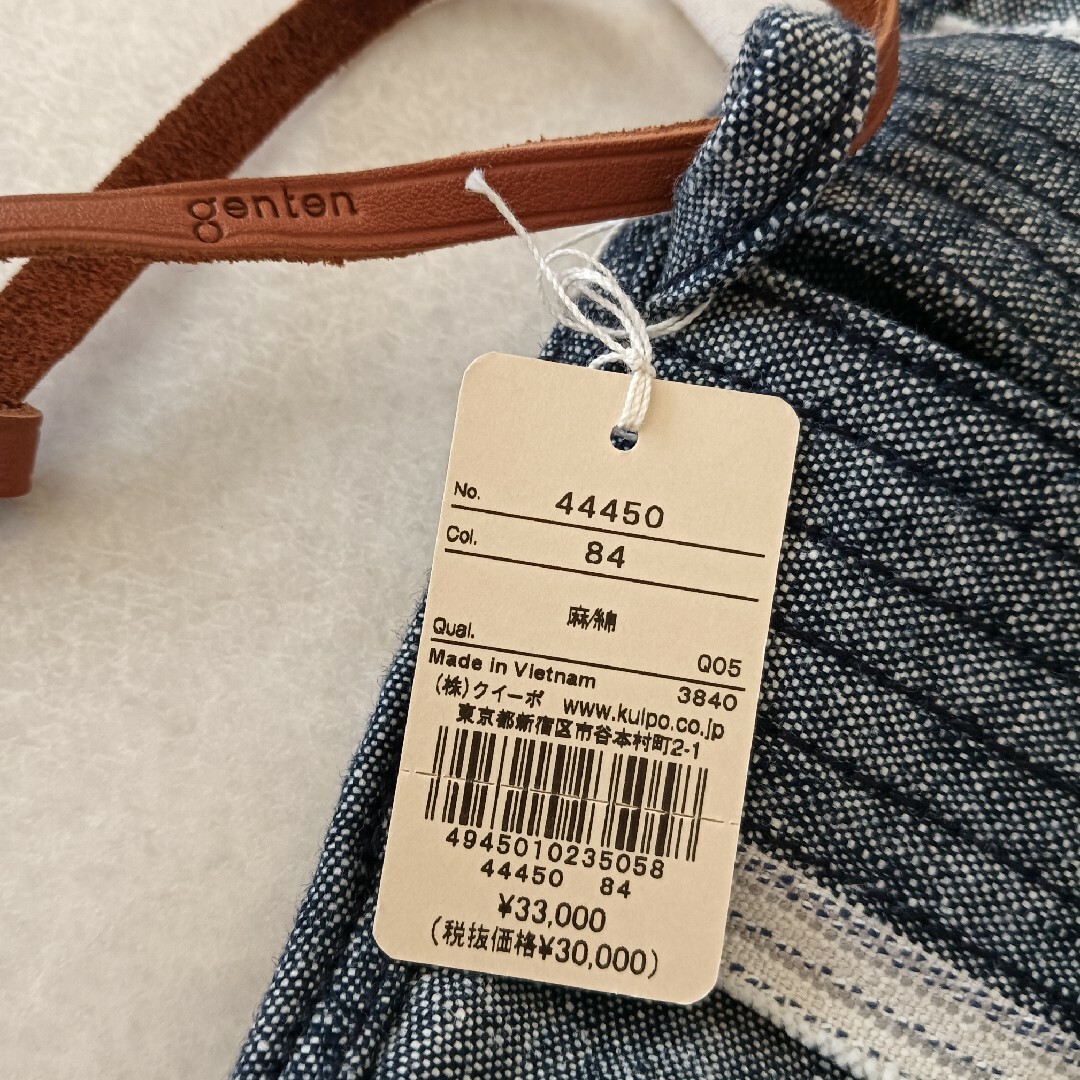 genten
No. 44450
Col. 84
麻/綿
Qual. Q05
Made in Vietnam 3840
(株)クイーポ www.kuipo.co.jp
東京都新宿区市谷本村町2-1
4945010235058
44450 84
¥33,000
(税抜価格¥30,000)